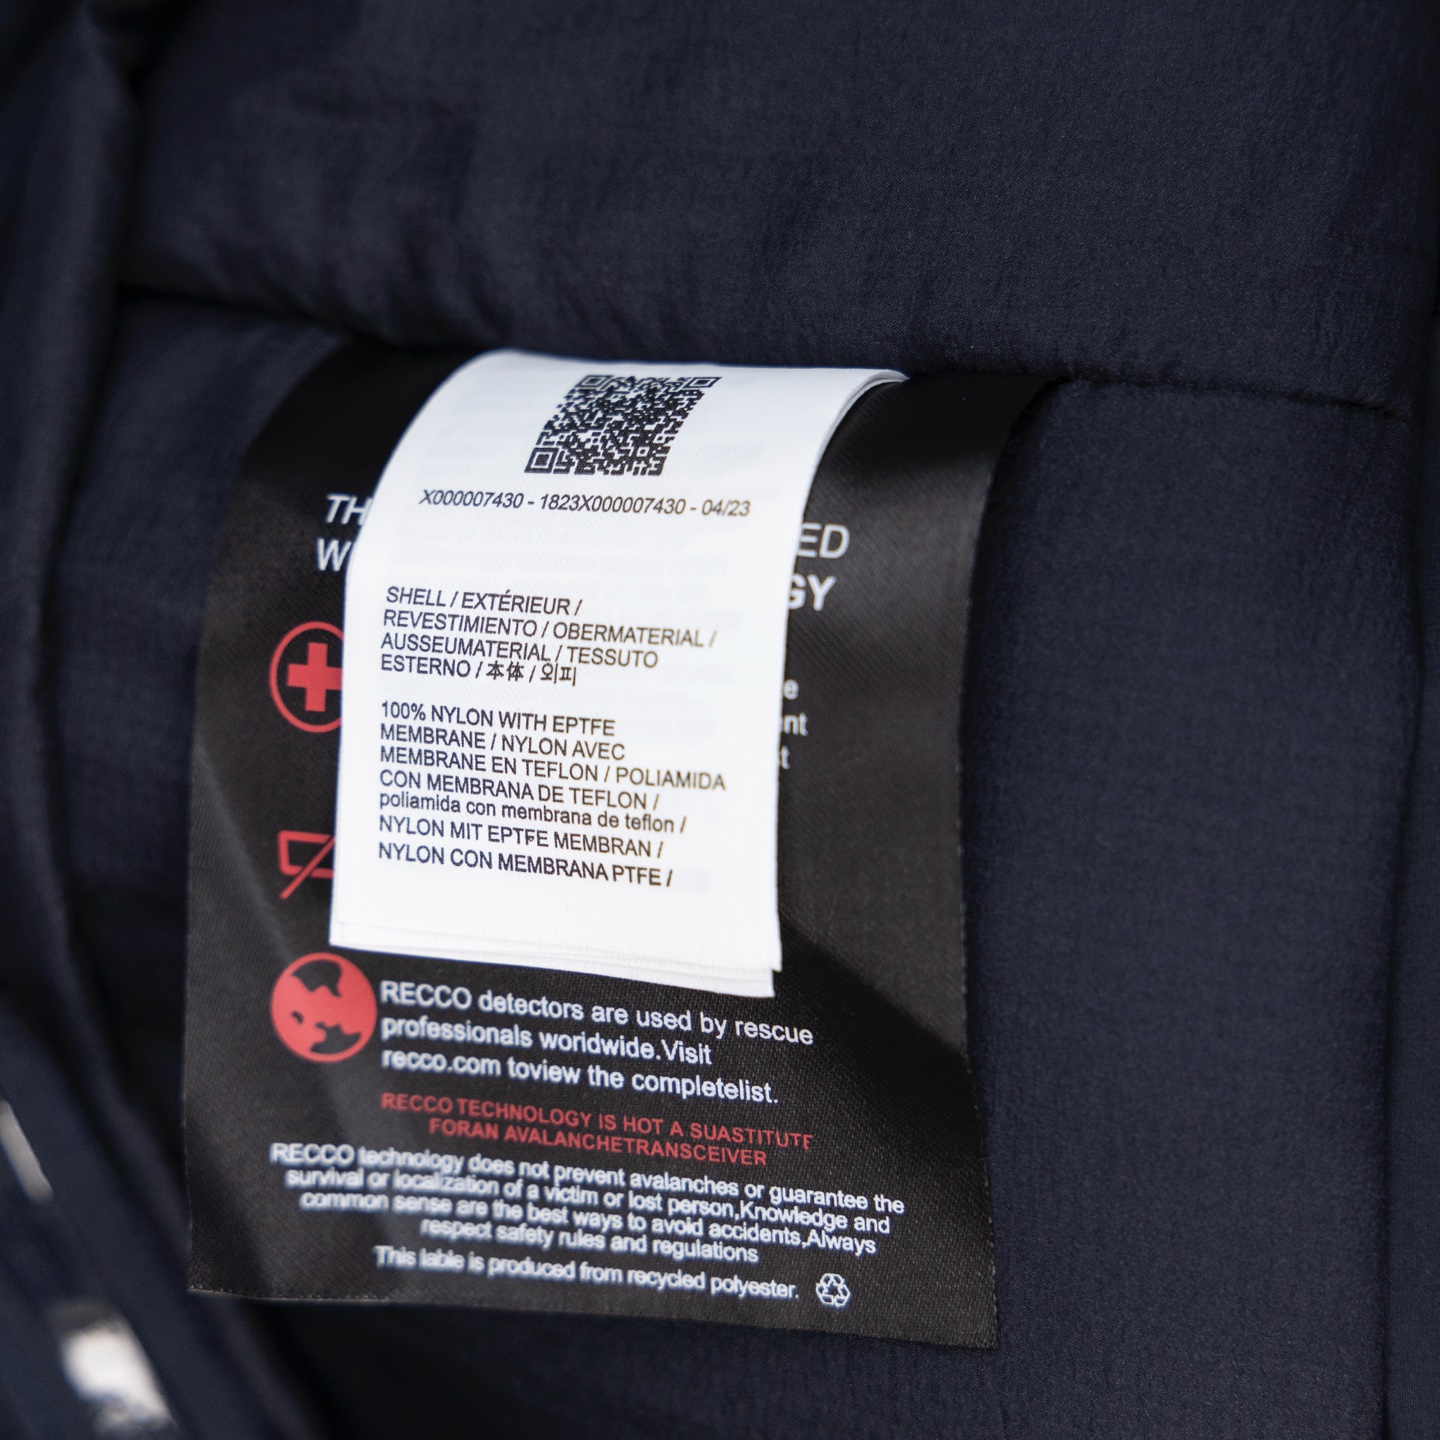 X000007430 - 1823X000007430 - 04/23
SHELL / EXTÉRIEUR /
REVESTIMIENTO / OBERMATERIAL /
AUSSEUMATERIAL / TESSUTO
ESTERNO / 本体 / 외피
100% NYLON WITH EPTFE
MEMBRANE / NYLON AVEC
MEMBRANE EN TEFLON / POLIAMIDA
CON MEMBRANA DE TEFLON /
poliamida con membrana de teflon /
NYLON MIT EPTFE MEMBRAN /
NYLON CON MEMBRANA PTFE /
TH ED
W GY
e
nt
t
RECCO detectors are used by rescue
professionals worldwide.Visit
recco.com toview the completelist.
RECCO TECHNOLOGY IS HOT A SUASTITUTE
FORAN AVALANCHETRANSCEIVER
RECCO technology does not prevent avalanches or guarantee the
survival or localization of a victim or lost person,Knowledge and
common sense are the best ways to avoid accidents,Always
respect safety rules and regulations
This lable is produced from recycled polyester.